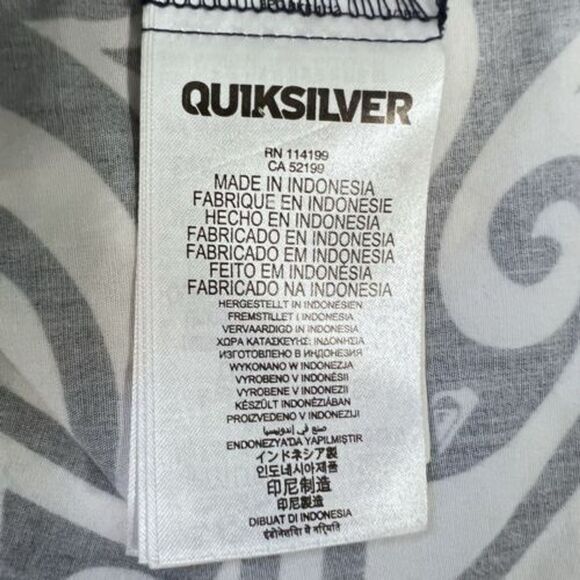 QUIKSILVER
RN 114199
CA 52199
MADE IN INDONESIA
FABRIQUE EN INDONESIE
HECHO EN INDONESIA
FABRICADO EN INDONESIA
FABRICADO EM INDONESIA
FEITO EM INDONÉSIA
FABRICADO NA INDONESIA
HERGESTELLT IN INDONESIEN
FREMSTILLET I INDONESIA
VERVAARDIGD IN INDONESIA
ΧΩΡΑ ΚΑΤΑΣΚΕΥΗΣ: ΙΝΔΟΝΗΣΙΑ
ИЗГОТОВЛЕНО В ИНДОНЕЗИЯ
WYKONANO W INDONEZJA
VYROBENO V INDONÉSII
VYROBENE V INDONÉZII
KÉSZÜLT INDONÉZIÁBAN
PROIZVEDENO V INDONEZIJI
صنع في إندونيسيا
ENDONEZYA'DA YAPILMIŞTIR
インドネシア製
인도네시아제품
印尼制造
印尼製造
DIBUAT DI INDONESIA
इंडोनेसिया में निर्मित